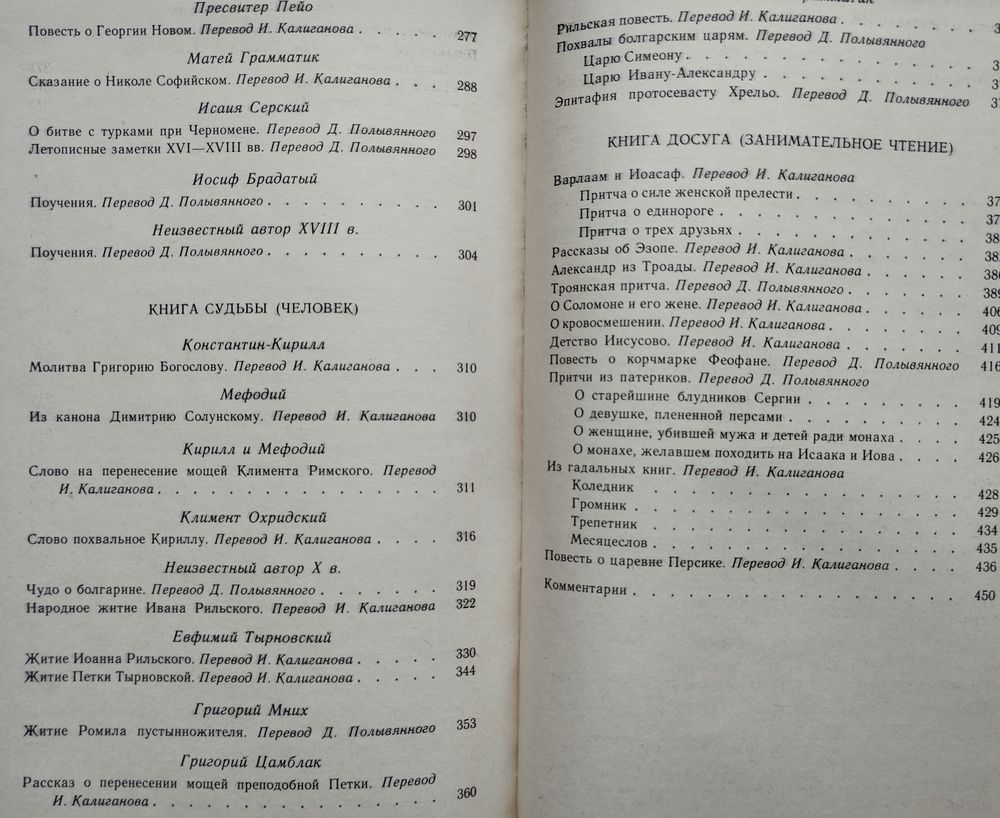 Пресвитер Пейо
Повесть о Георгии Новом. Перевод И. Калиганова . . . . . 277
Матей Грамматик
Сказание о Николе Софийском. Перевод И. Калиганова . . . 288
Исаия Серский
О битве с турками при Черномене. Перевод Д. Полывянного 297
Летописные заметки XVI—XVIII вв. Перевод Д. Полывянного 298
Иосиф Брадатый
Поучения. Перевод Д. Полывянного . . . . . . . . . . 301
Неизвестный автор XVIII в.
Поучения. Перевод Д. Полывянного . . . . . . . . . . 304
КНИГА СУДЬБЫ (ЧЕЛОВЕК)
Константин-Кирилл
Молитва Григорию Богослову. Перевод И. Калиганова . . . 310
Мефодий
Из канона Димитрию Солунскому. Перевод И. Калиганова 310
Кирилл и Мефодий
Слово на перенесение мощей Климента Римского. Перевод
И. Калиганова . . . . . . . . . . . . . . . 311
Климент Охридский
Слово похвальное Кириллу. Перевод И. Калиганова . . . . 316
Неизвестный автор X в.
Чудо о болгарине. Перевод Д. Полывянного . . . . . . . 319
Народное житие Ивана Рильского. Перевод И. Калиганова 322
Евфимий Тырновский
Житие Иоанна Рильского. Перевод И. Калиганова . . . . . 330
Житие Петки Тырновской. Перевод И. Калиганова . . . . . 344
Григорий Мних
Житие Ромила пустынножителя. Перевод Д. Полывянного 353
Григорий Цамблак
Рассказ о перенесении мощей преподобной Петки. Перевод
И. Калиганова . . . . . . . . . . . . . . . 360
Рильская повесть. Перевод И. Калиганова . . . . . . . .
Похвалы болгарским царям. Перевод Д. Полывянного
Царю Симеону . . . . . . . . . . . . . . . .
Царю Ивану-Александру . . . . . . . . . . . .
Эпитафия протосевасту Хрельо. Перевод Д. Полывянного
КНИГА ДОСУГА (ЗАНИМАТЕЛЬНОЕ ЧТЕНИЕ)
Варлаам и Иоасаф. Перевод И. Калиганова
Притча о силе женской прелести . . . . . . . . . 37
Притча о единороге . . . . . . . . . . . . . 37
Притча о трех друзьях . . . . . . . . . . . . 38
Рассказы об Эзопе. Перевод И. Калиганова . . . . . . . 38
Александр из Троады. Перевод И. Калиганова . . . . . . 386
Троянская притча. Перевод Д. Полывянного . . . . . . . 389
О Соломоне и его жене. Перевод И. Калиганова . . . . . 406
О кровосмешении. Перевод И. Калиганова . . . . . . . . 409
Детство Иисусово. Перевод И. Калиганова . . . . . . . 411
Повесть о корчмарке Феофане. Перевод Д. Полывянного 416
Притчи из патериков. Перевод Д. Полывянного
О старейшине блудников Сергии . . . . . . . . . 419
О девушке, плененной персами . . . . . . . . . . 424
О женщине, убившей мужа и детей ради монаха . . . . 425
О монахе, желавшем походить на Исаака и Иова . . . . 426
Из гадальных книг. Перевод И. Калиганова
Коледник . . . . . . . . . . . . . . . . 428
Громник . . . . . . . . . . . . . . . . . 429
Трепетник . . . . . . . . . . . . . . . . 434
Месяцеслов . . . . . . . . . . . . . . . . 435
Повесть о царевне Персике. Перевод И. Калиганова . . . . 436
Комментарии . . . . . . . . . . . . . . . . . . 450